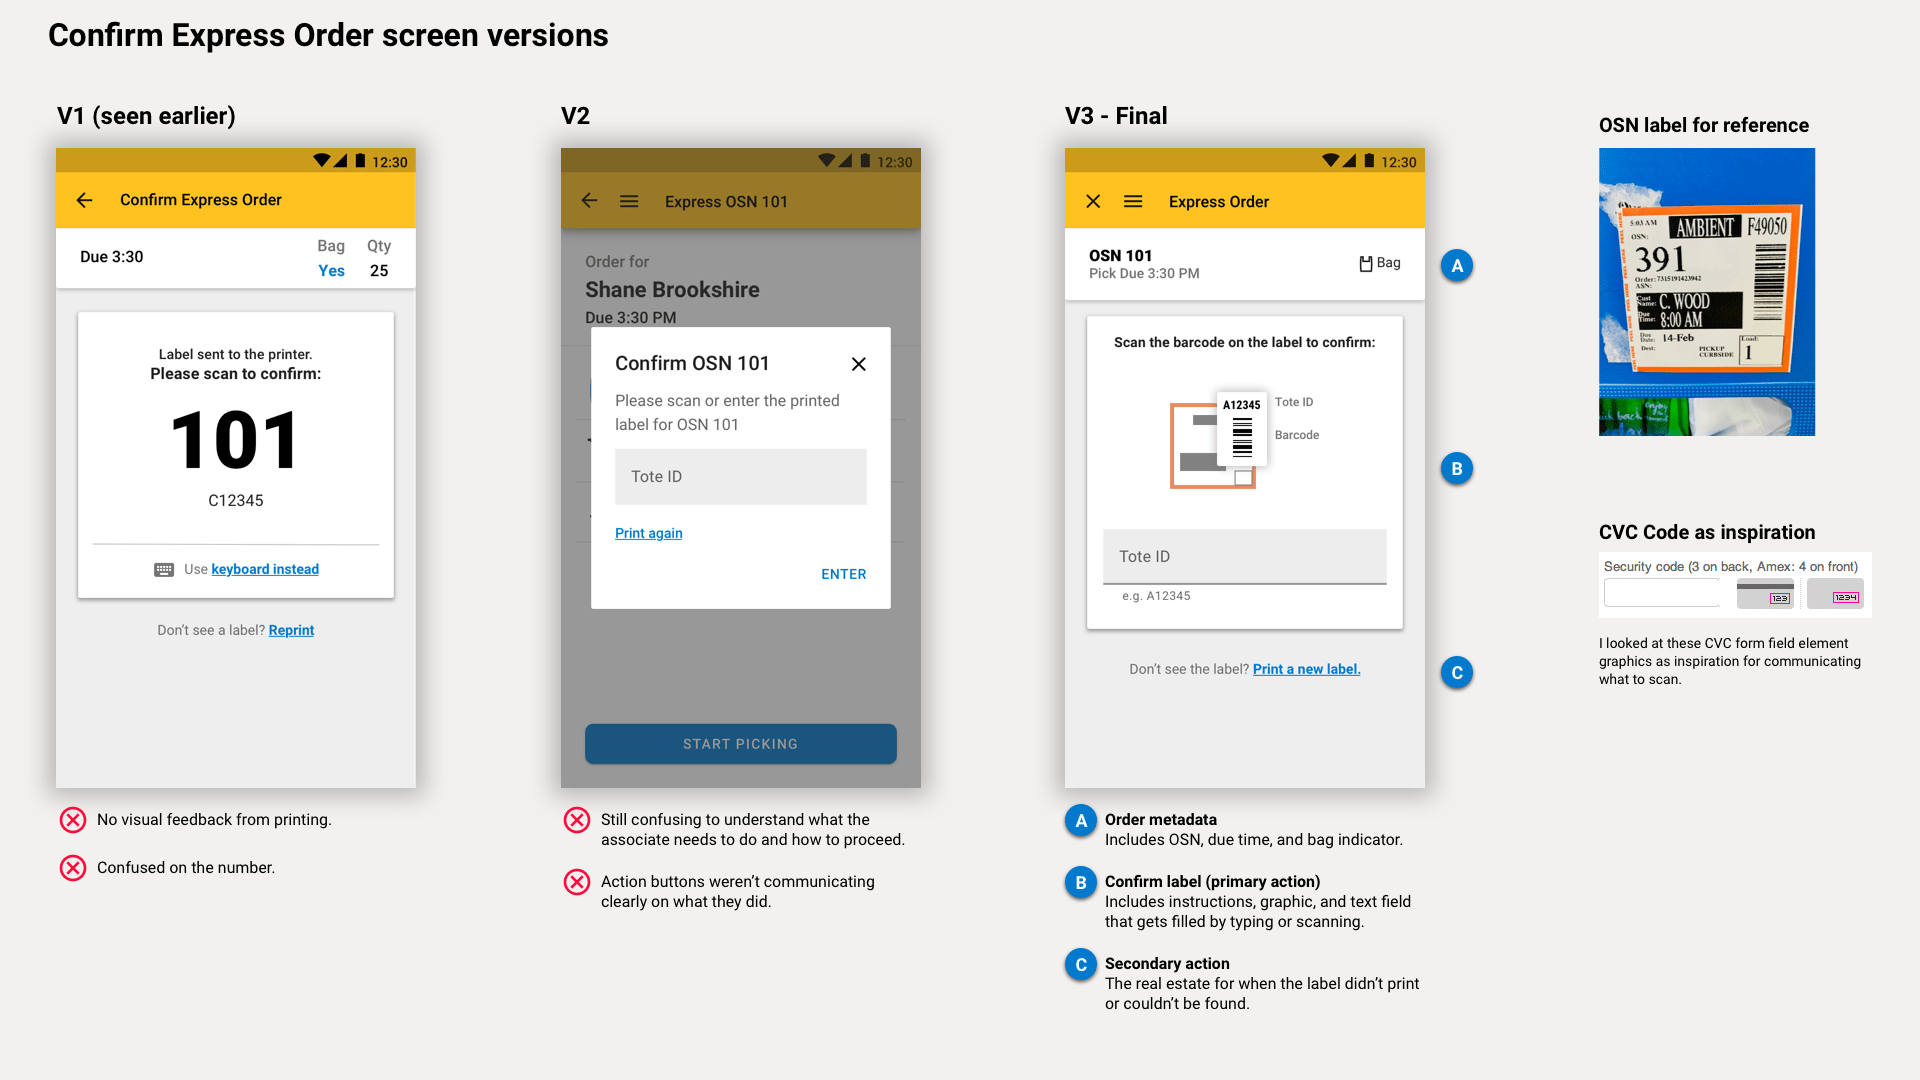 Confirm Express Order screen versions
V1 (seen earlier)
12:30
Confirm Express Order
Due 3:30
Bag
Qty
Yes
25
Label sent to the printer.
Please scan to confirm:
101
C12345
Use keyboard instead
Don't see a label? Reprint
No visual feedback from printing.
Confused on the number.
V2
12:30
Express OSN 101
Order for
Shane Brookshire
Due 3:30 PM
Confirm OSN 101
Please scan or enter the printed
label for OSN 101
Tote ID
Print again
ENTER
START PICKING
Still confusing to understand what the
associate needs to do and how to proceed.
Action buttons weren't communicating
clearly on what they did.
V3 - Final
12:30
Express Order
OSN 101
Pick Due 3:30 PM
Bag
Scan the barcode on the label to confirm:
A12345
Tote ID
Barcode
Tote ID
e.g. A12345
Don't see the label? Print a new label.
A
B
C
A
Order metadata
Includes OSN, due time, and bag indicator.
B
Confirm label (primary action)
Includes instructions, graphic, and text field
that gets filled by typing or scanning.
C
Secondary action
The real estate for when the label didn't print
or couldn't be found.
OSN label for reference
5:03 AM
AMBIENT
F49050
OSN:
391
Order:7315191423942
ASN:
Cust
Name:
C. WOOD
Due
Time:
8:00 AM
Due
Date:
14-Feb
Dest:
PICKUP
CURBSIDE
Load:
1
CVC Code as inspiration
Security code (3 on back, Amex: 4 on front)
123
1234
I looked at these CVC form field element
graphics as inspiration for communicating
what to scan.